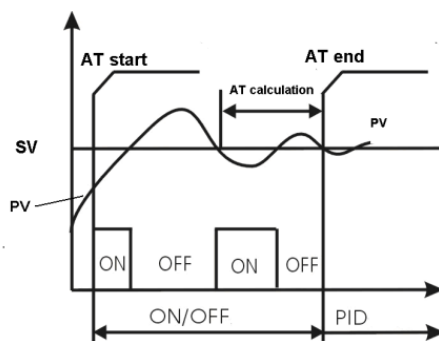 AT start
AT end
AT calculation
PV
SV
PV
ON OFF ON OFF
ON/OFF PID